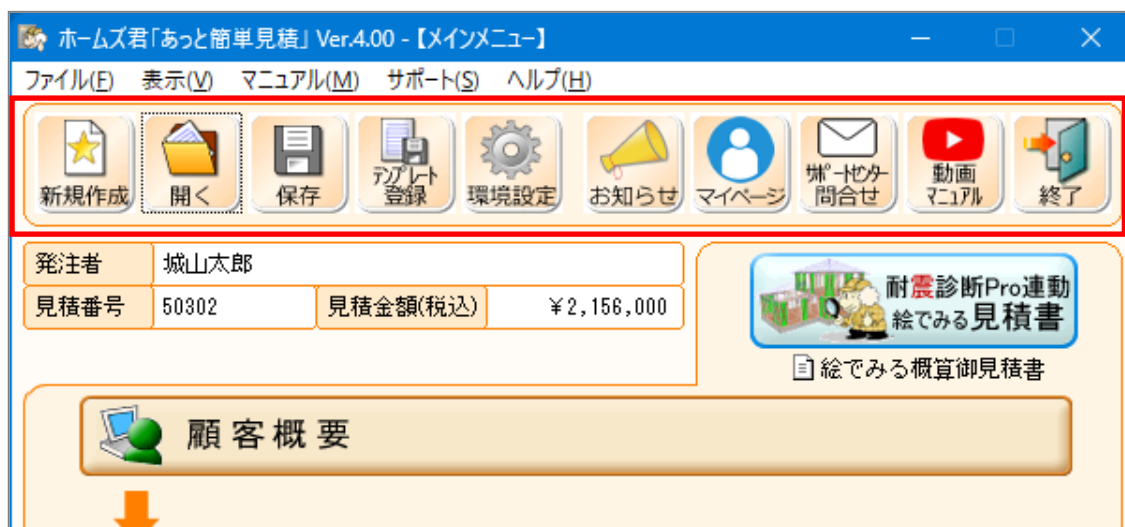 ホームズ君「あっと簡単見積」 Ver.4.00 - 【メインメニュー】
ファイル(F) 表示(V) マニュアル(M) サポート(S) ヘルプ(H)
新規作成
開く
保存
テンプレート
登録
環境設定
お知らせ
マイページ
サポートセンター
問合せ
動画
マニュアル
終了
発注者 城山太郎
見積番号 50302 見積金額(税込) ¥2,156,000
耐震診断Pro連動
絵でみる見積書
絵でみる概算御見積書
顧客概要